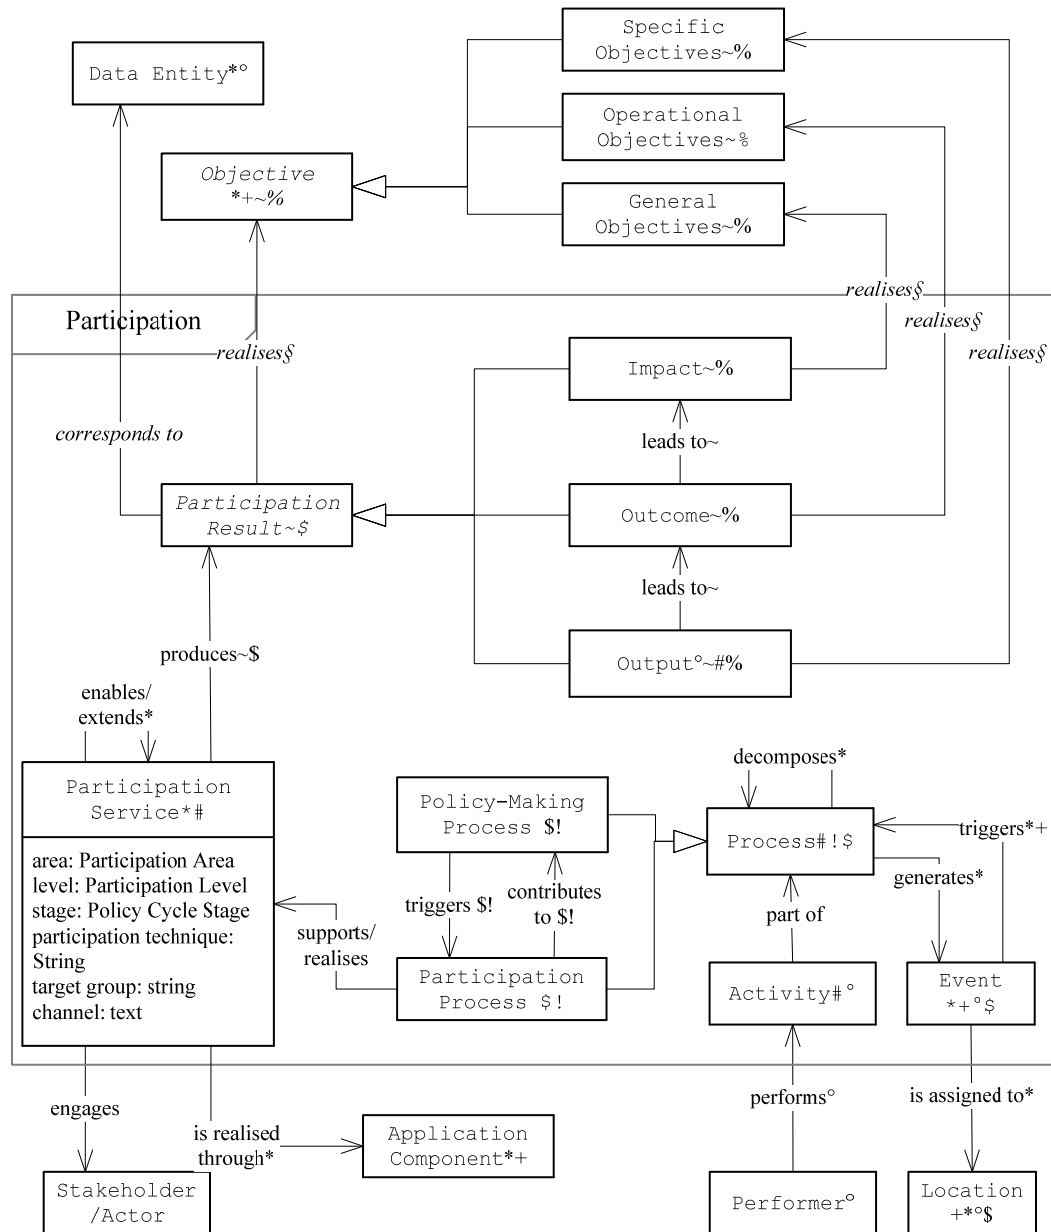 Specific
Objectives~%
Data Entity*°
Operational
Objectives~%
Objective
*+~%
General
Objectives~%
realises§
Participation
realises§
realises§
realises§
Impact~%
corresponds to
leads to~
Participation
Result~$
Outcome~%
leads to~
produces~$
Output°~#%
enables/
extends*
decomposes*
Participation
Service*#
Policy-Making
Process $!
Process#!$
triggers*+
area: Participation Area
level: Participation Level
stage: Policy Cycle Stage
participation technique:
String
target group: string
channel: text
generates*
triggers $!
contributes
to $!
part of
supports/
realises
Participation
Process $!
Activity#°
Event
*+°$
engages
performs°
is assigned to*
is realised
through*
Application
Component*+
Stakeholder
/Actor
Performer°
Location
+*°$